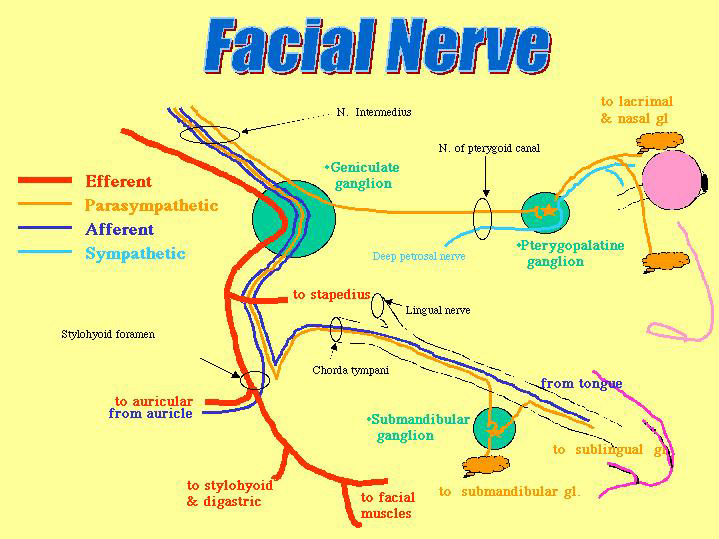 Facial Nerve
to lacrimal
& nasal gl
N. Intermedius
N. of pterygoid canal
•Geniculate
ganglion
Efferent
Parasympathetic
Afferent
Sympathetic
Deep petrosal nerve
•Pterygopalatine
ganglion
to stapedius
Lingual nerve
Stylohyoid foramen
Chorda tympani
from tongue
to auricular
from auricle
•Submandibular
ganglion
to sublingual gl.
to stylohyoid
& digastric
to facial
muscles
to submandibular gl.